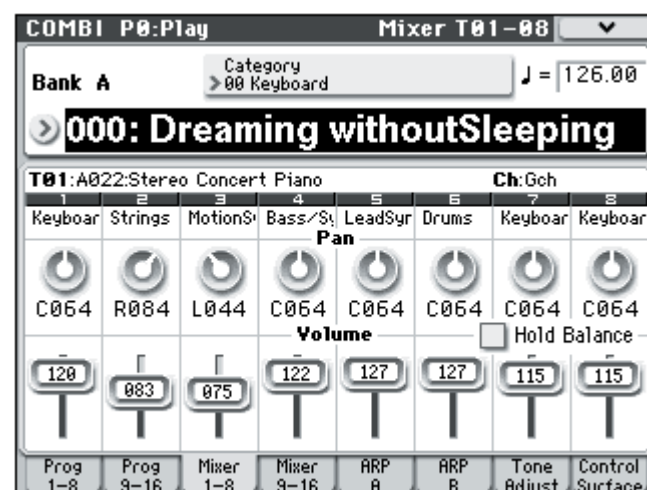 COMBI P0:Play Mixer T01-08
Category
Bank A 00 Keyboard ♩ = 126.00
000: Dreaming withoutSleeping
T01:A022:Stereo Concert Piano Ch:Gch
1 2 3 4 5 6 7 8
Keyboar Strings MotionS Bass/Sy LeadSyr Drums Keyboar Keyboar
Pan
C064 R084 L044 C064 C064 C064 C064 C064
Volume Hold Balance
120 083 075 122 127 127 115 115
Prog Prog Mixer Mixer ARP ARP Tone Control
1-8 9-16 1-8 9-16 A B Adjust Surface